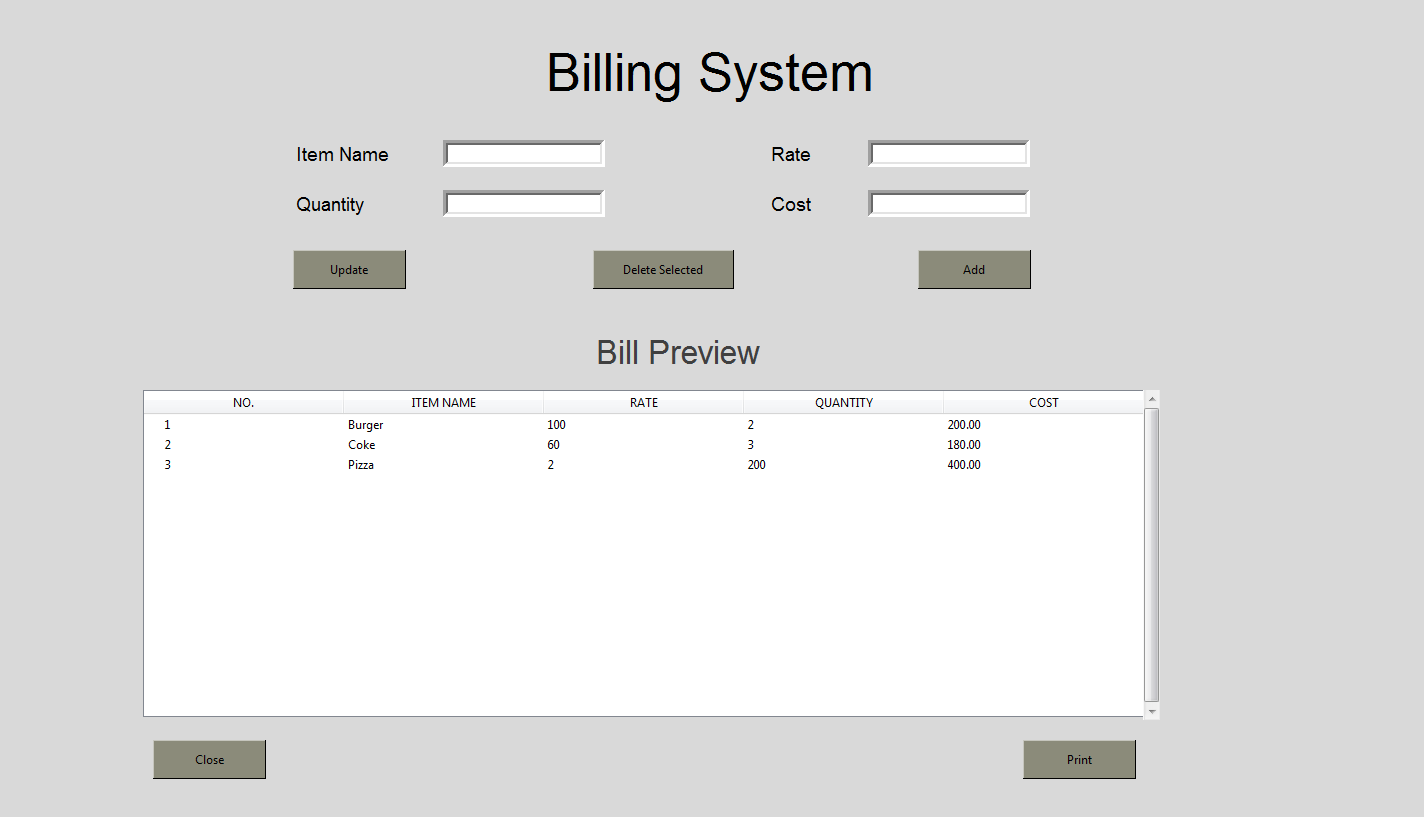 Billing System
Item Name Rate
Quantity Cost
Update Delete Selected Add
Bill Preview
NO. ITEM NAME RATE QUANTITY COST
1 Burger 100 2 200.00
2 Coke 60 3 180.00
3 Pizza 2 200 400.00
Close Print